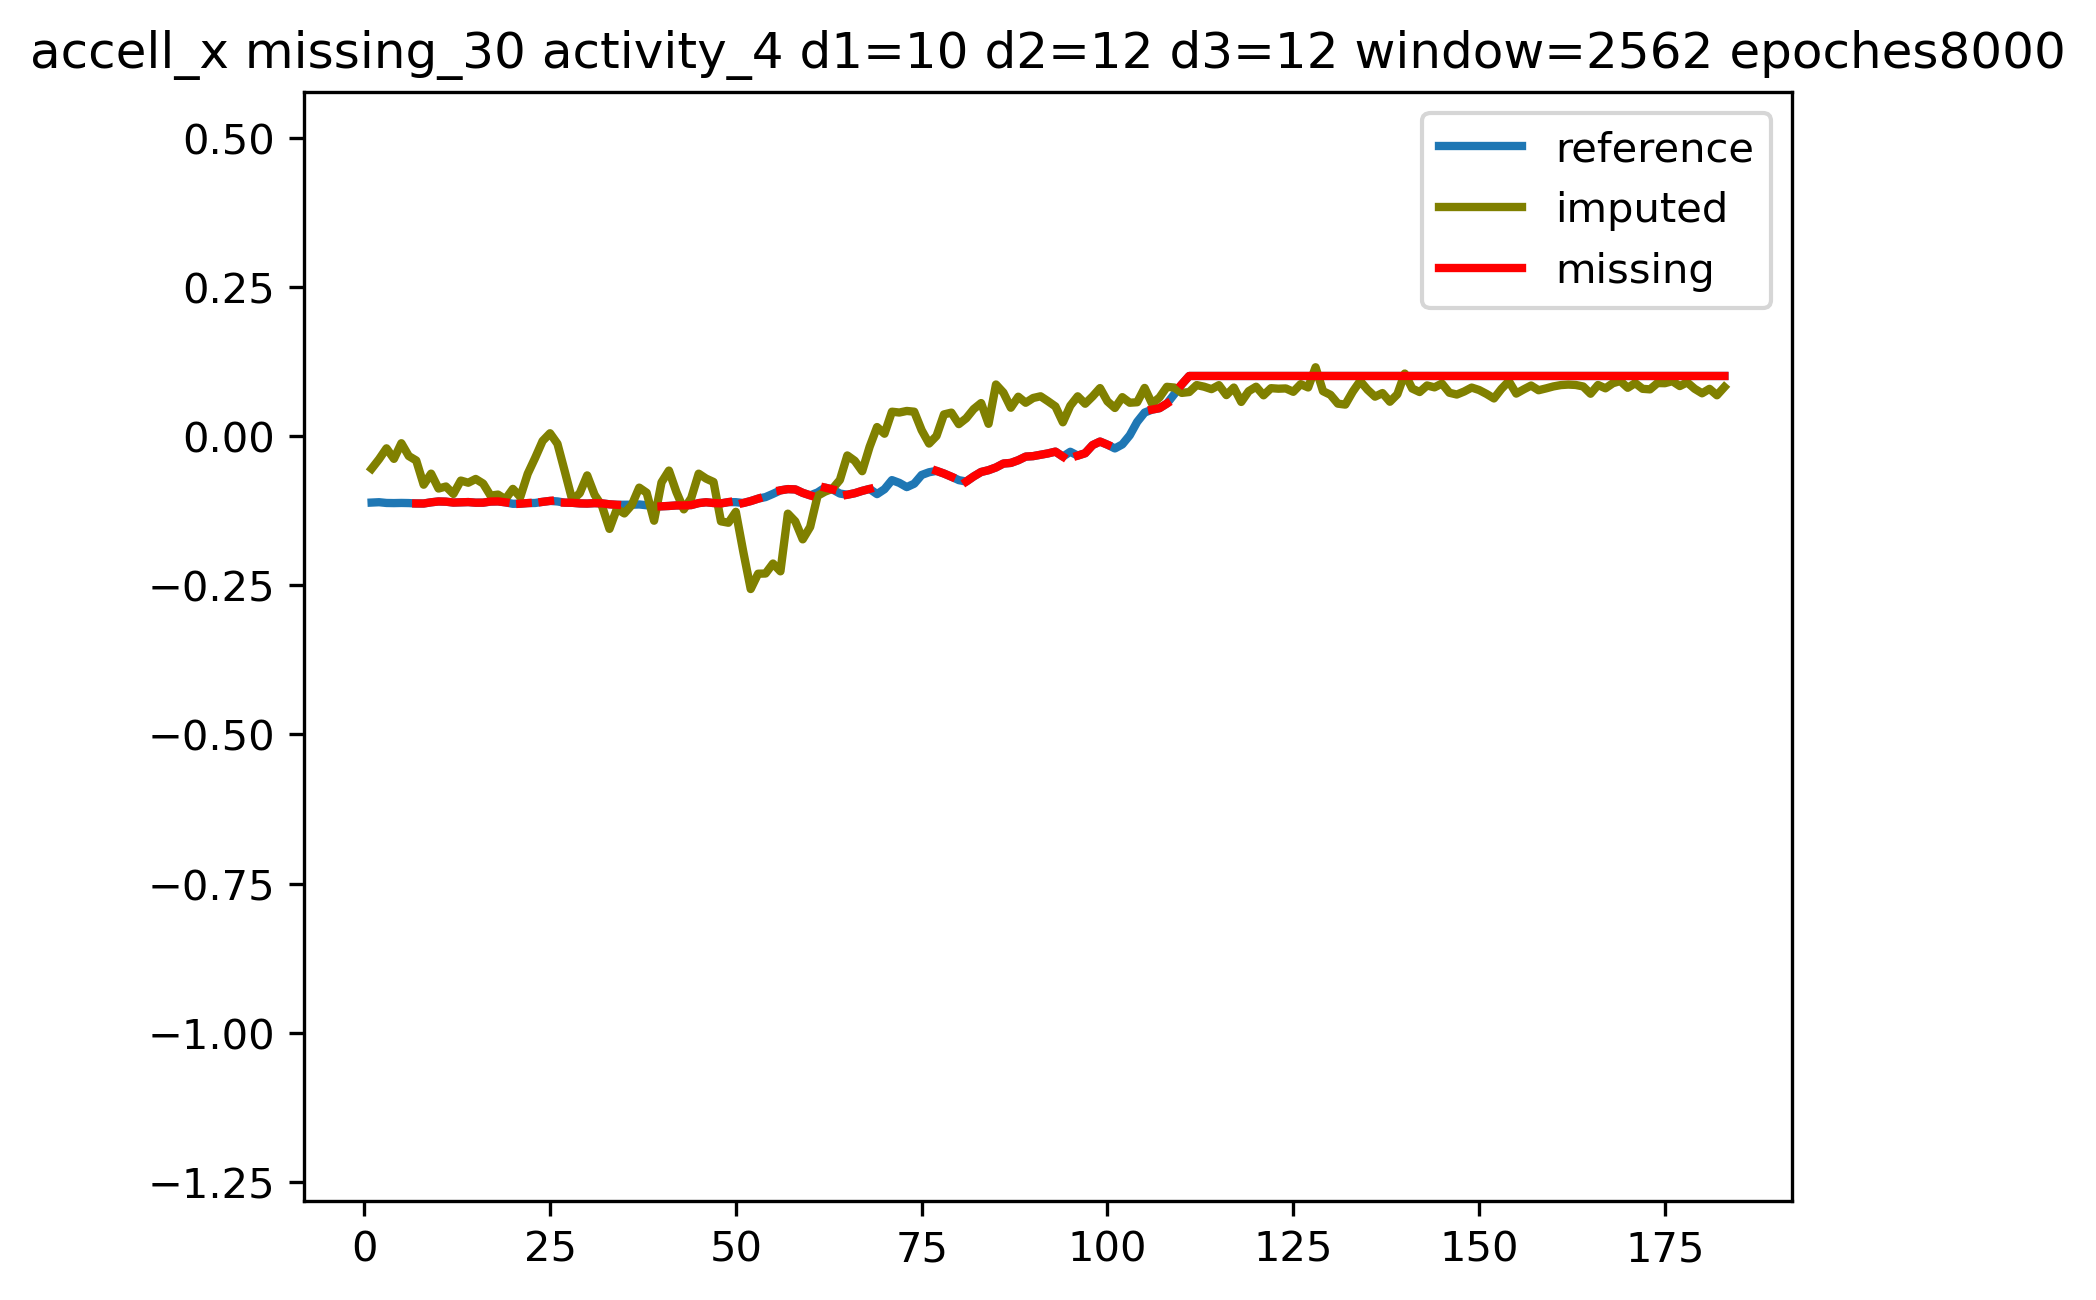 accell_x missing_30 activity_4 d1=10 d2=12 d3=12 window=2562 epoches8000
reference
imputed
missing
0.50
0.25
0.00
−0.25
−0.50
−0.75
−1.00
−1.25
0 25 50 75 100 125 150 175